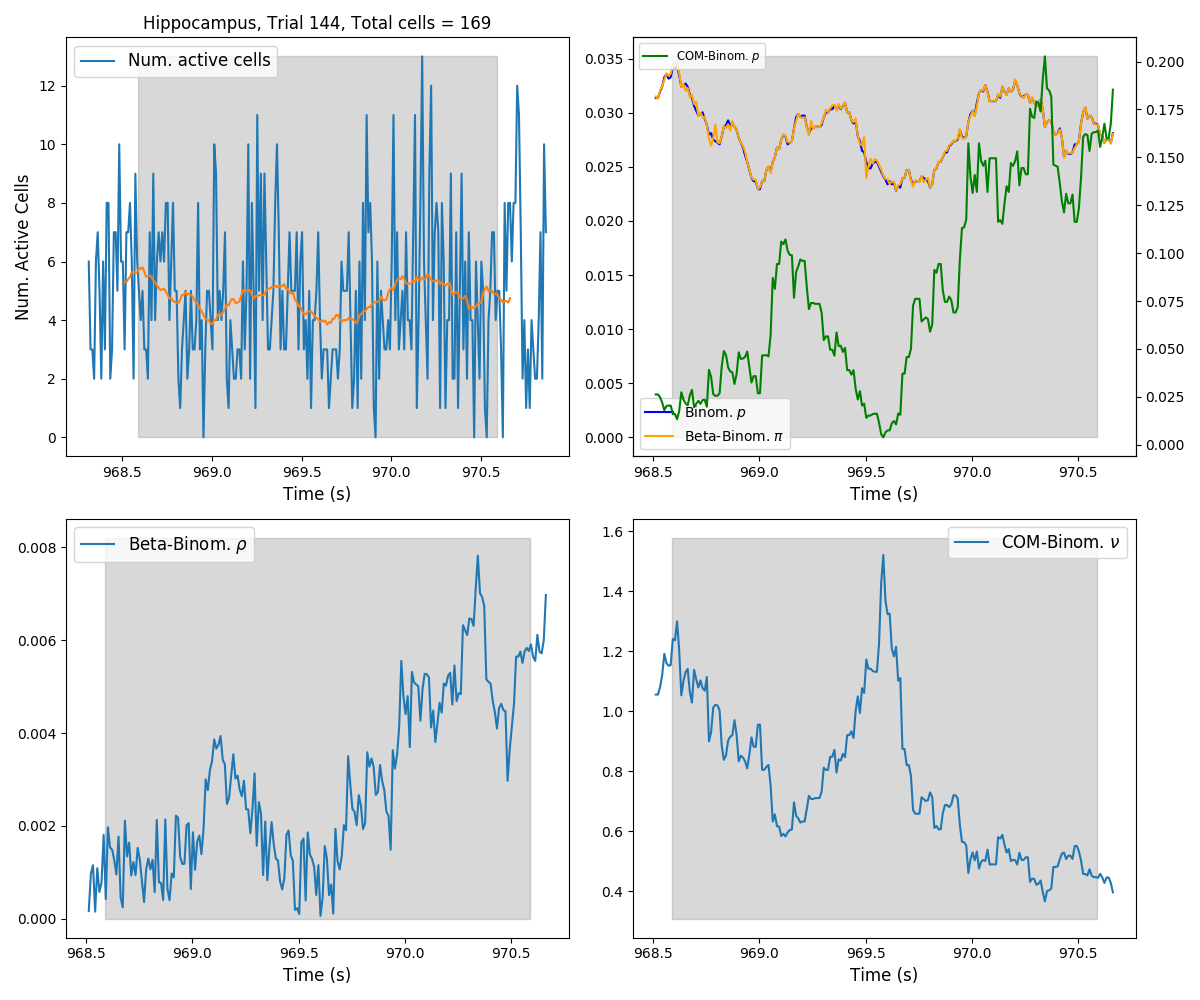 Hippocampus, Trial 144, Total cells = 169
Num. active cells
Num. Active Cells
12
10
8
6
4
2
0
968.5 969.0 969.5 970.0 970.5
Time (s)
COM-Binom. p
0.035
0.030
0.025
0.020
0.015
0.010
0.005
0.000
0.200
0.175
0.150
0.125
0.100
0.075
0.050
0.025
0.000
Binom. p
Beta-Binom. π
968.5 969.0 969.5 970.0 970.5
Time (s)
Beta-Binom. ρ
0.008
0.006
0.004
0.002
0.000
968.5 969.0 969.5 970.0 970.5
Time (s)
COM-Binom. ν
1.6
1.4
1.2
1.0
0.8
0.6
0.4
968.5 969.0 969.5 970.0 970.5
Time (s)